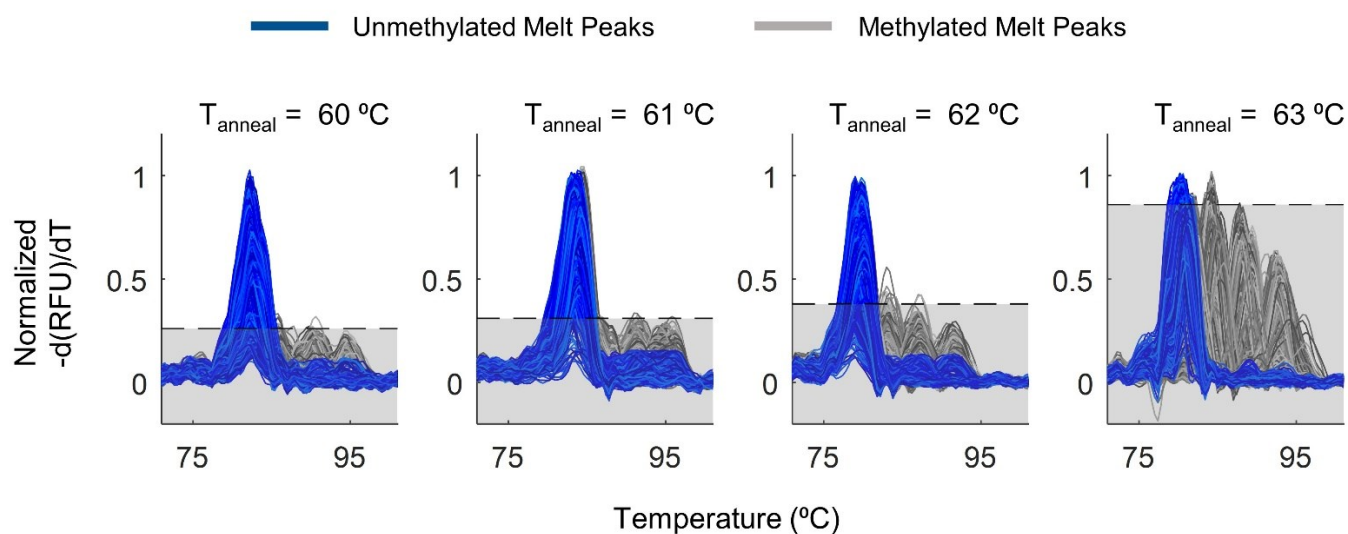 Unmethylated Melt Peaks Methylated Melt Peaks
Tanneal = 60 ºC Tanneal = 61 ºC Tanneal = 62 ºC Tanneal = 63 ºC
1 1 1 1
Normalized
-d(RFU)/dT
0.5 0.5 0.5 0.5
0 0 0 0
75 95 75 95 75 95 75 95
Temperature (ºC)